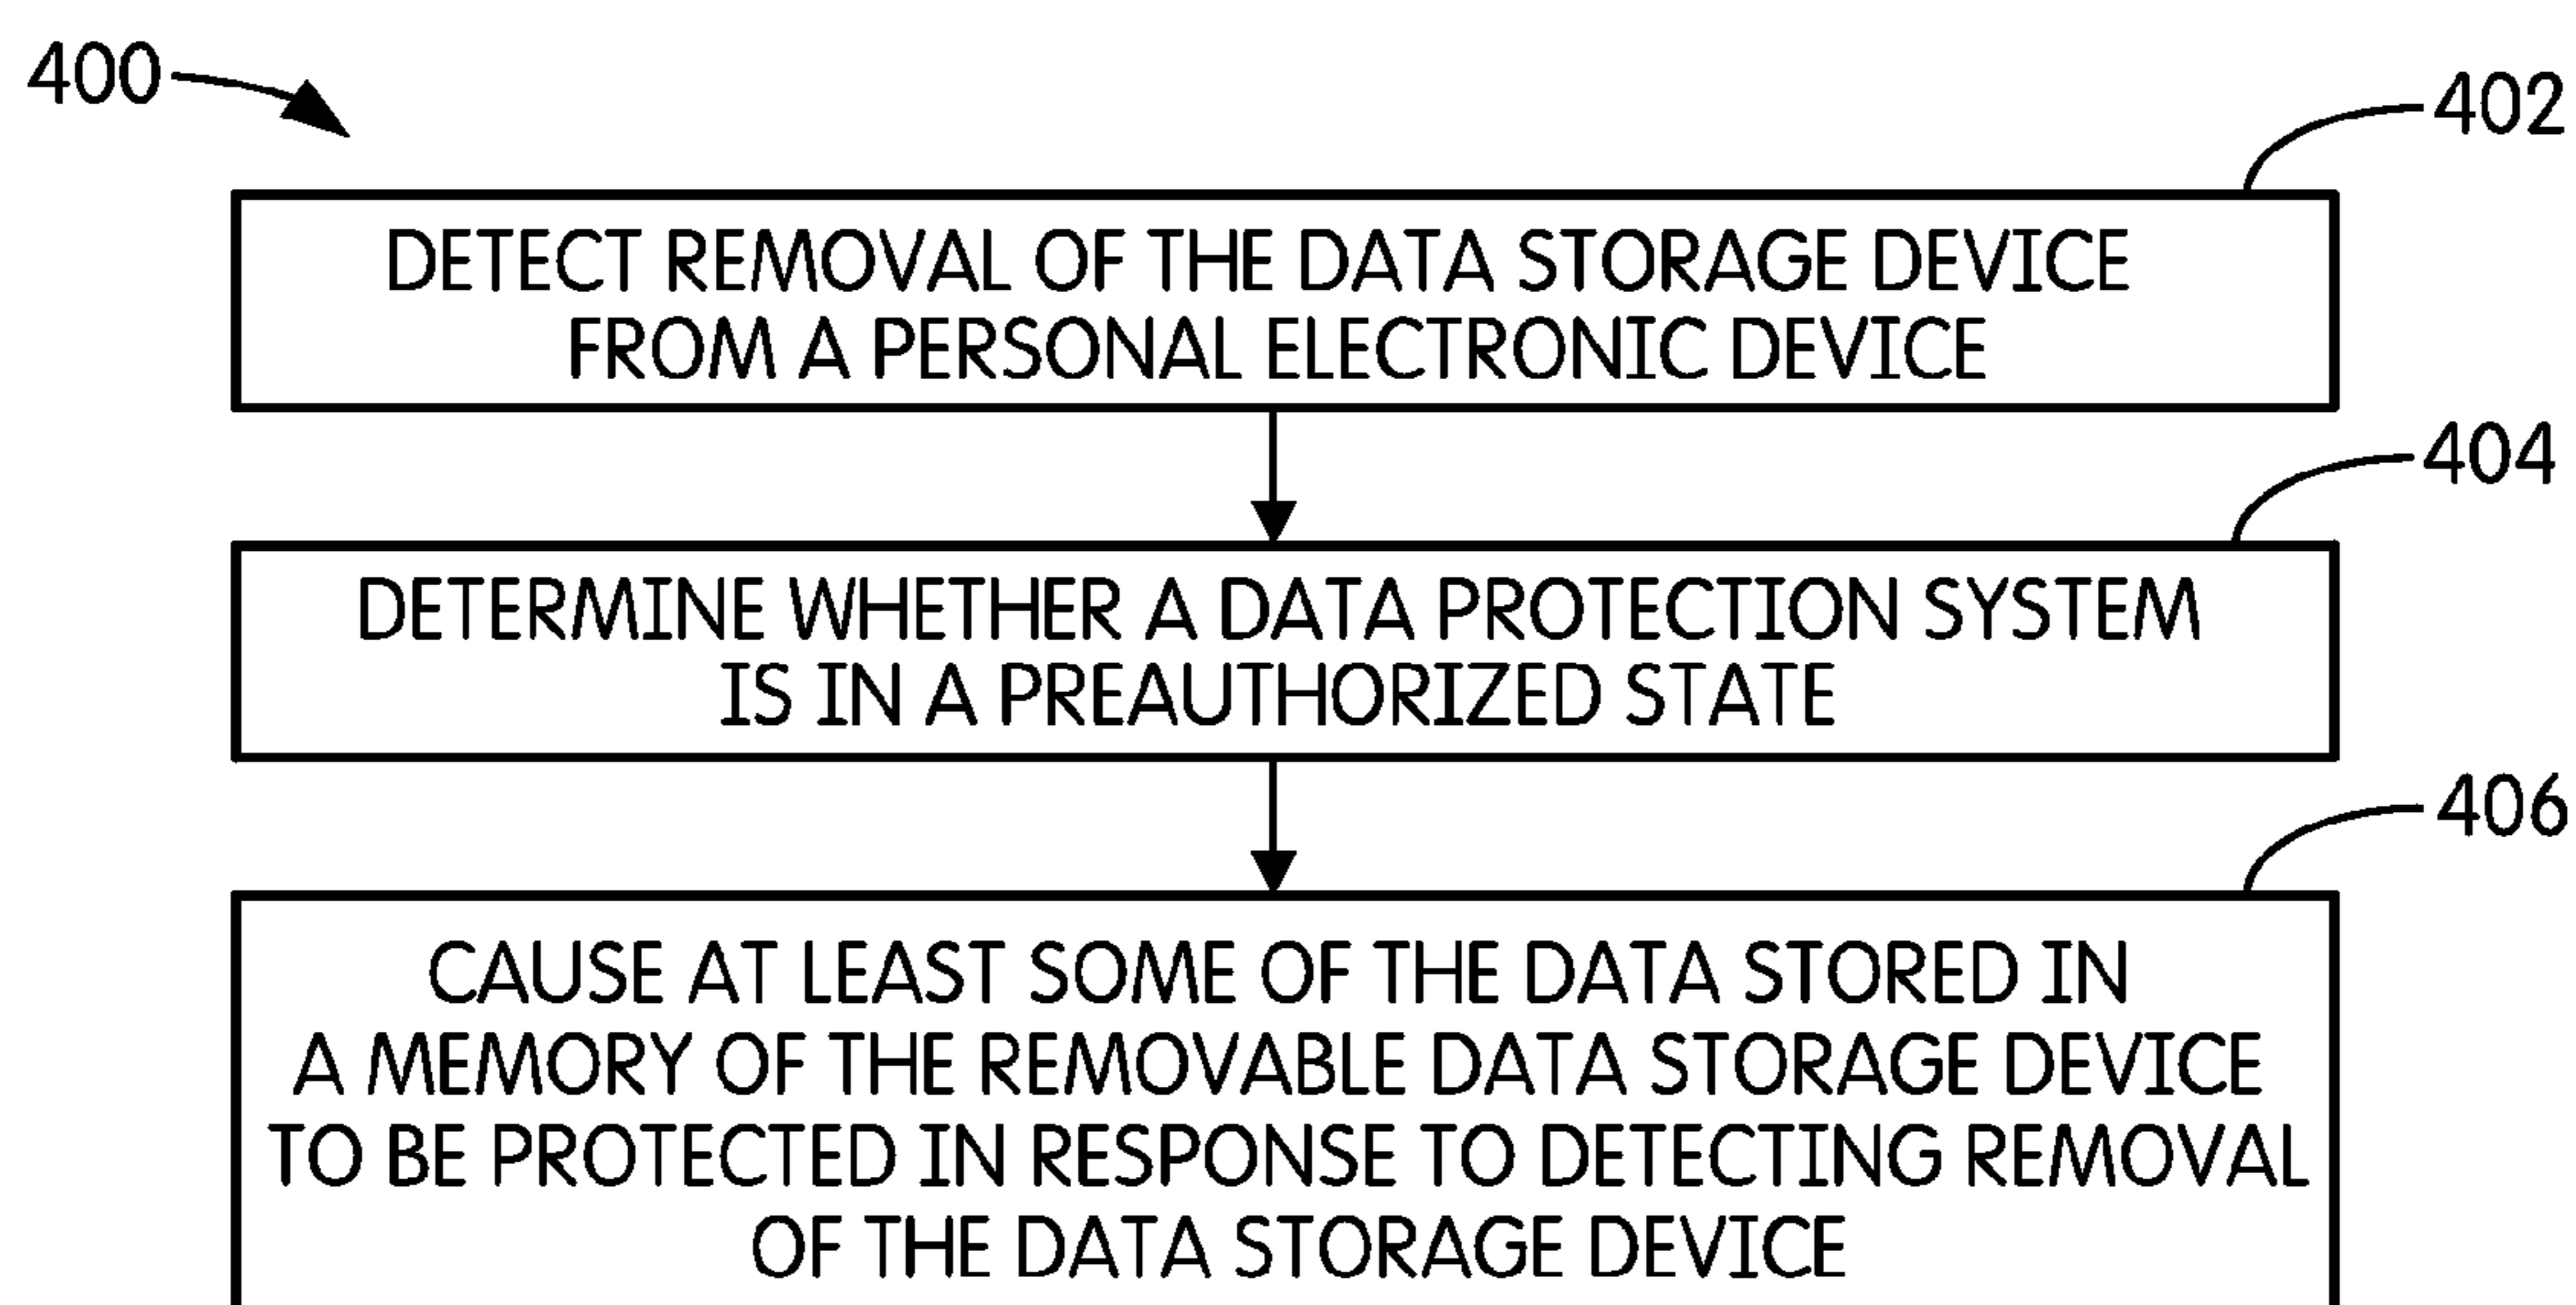 400
402
DETECT REMOVAL OF THE DATA STORAGE DEVICE
FROM A PERSONAL ELECTRONIC DEVICE
404
DETERMINE WHETHER A DATA PROTECTION SYSTEM
IS IN A PREAUTHORIZED STATE
406
CAUSE AT LEAST SOME OF THE DATA STORED IN
A MEMORY OF THE REMOVABLE DATA STORAGE DEVICE
TO BE PROTECTED IN RESPONSE TO DETECTING REMOVAL
OF THE DATA STORAGE DEVICE